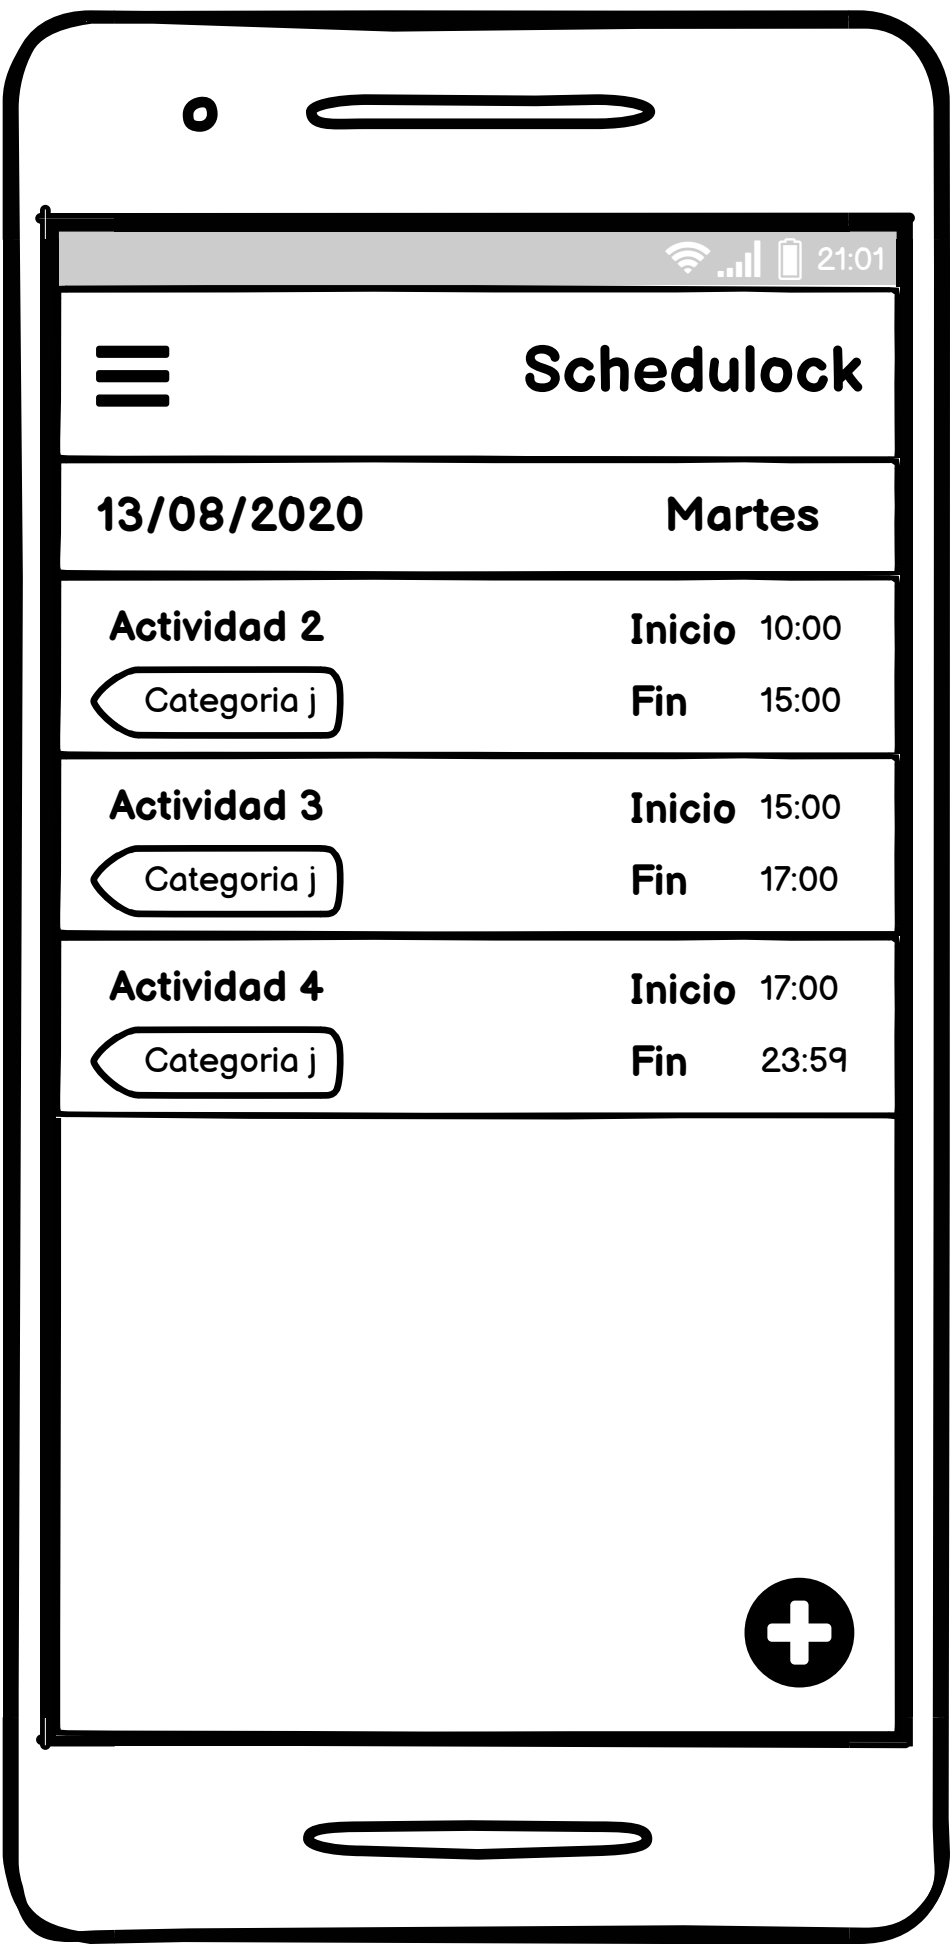 21:01
Schedulock
13/08/2020 Martes
Actividad 2 Inicio 10:00
Categoria j Fin 15:00
Actividad 3 Inicio 15:00
Categoria j Fin 17:00
Actividad 4 Inicio 17:00
Categoria j Fin 23:59